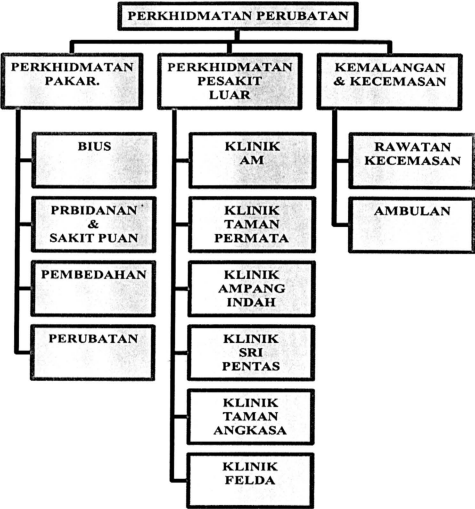 PERKHIDMATAN PERUBATAN
PERKHIDMATAN
PAKAR.
BIUS
PRBIDANAN
&
SAKIT PUAN
PEMBEDAHAN
PERUBATAN
PERKHIDMATAN
PESAKIT
LUAR
KLINIK
AM
KLINIK
TAMAN
PERMATA
KLINIK
AMPANG
INDAH
KLINIK
SRI
PENTAS
KLINIK
TAMAN
ANGKASA
KLINIK
FELDA
KEMALANGAN
& KECEMASAN
RAWATAN
KECEMASAN
AMBULAN